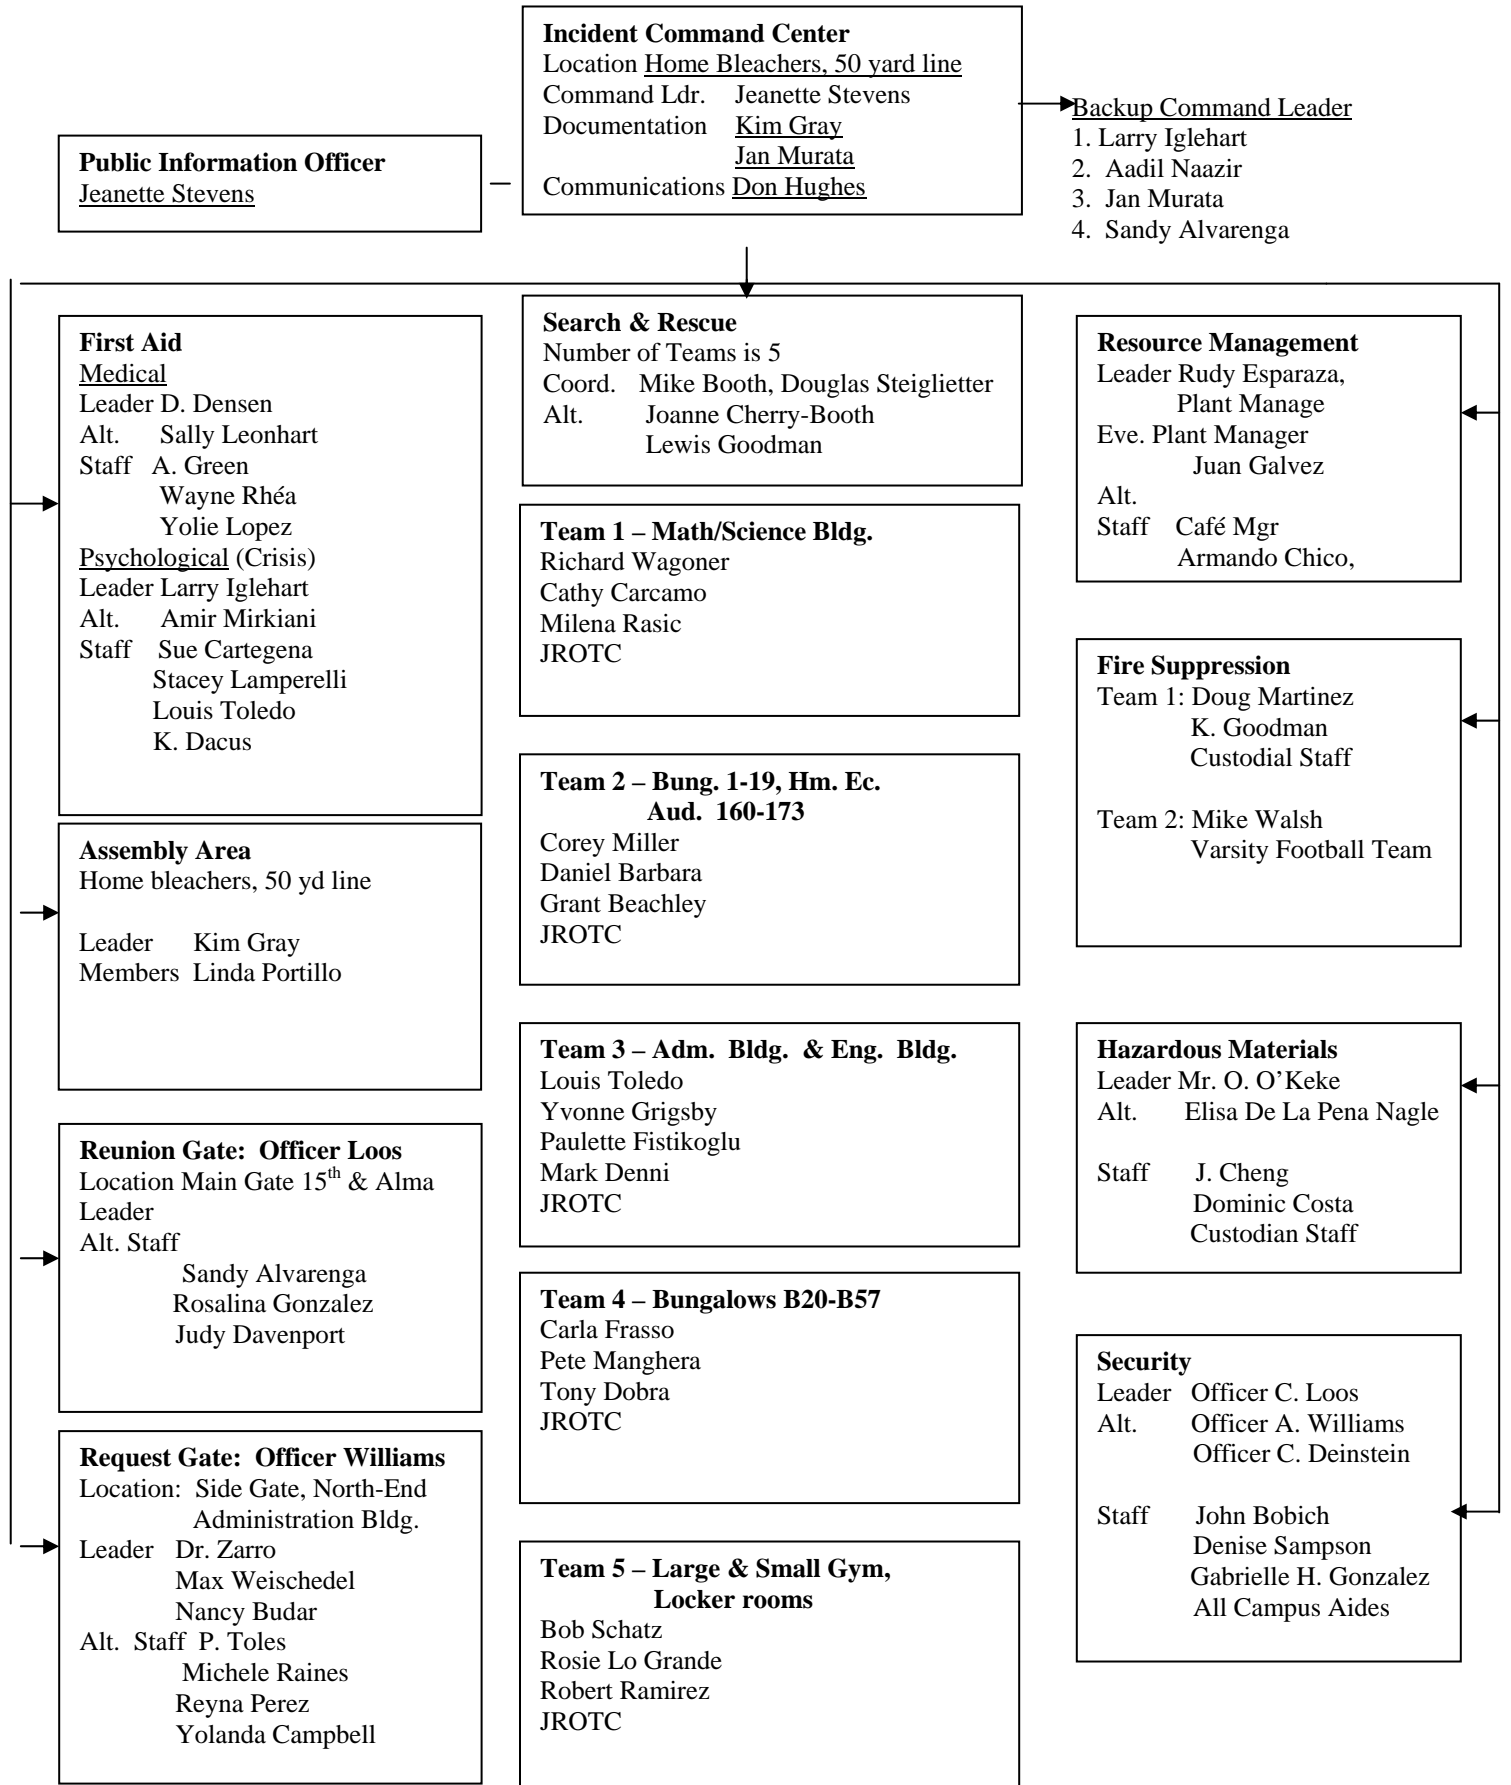 Incident Command Center
Location Home Bleachers, 50 yard line
Command Ldr. Jeanette Stevens
Documentation Kim Gray
Jan Murata
Communications Don Hughes
Backup Command Leader
1. Larry Iglehart
2. Aadil Naazir
3. Jan Murata
4. Sandy Alvarenga
Public Information Officer
Jeanette Stevens
First Aid
Medical
Leader D. Densen
Alt. Sally Leonhart
Staff A. Green
Wayne Rhéa
Yolie Lopez
Psychological (Crisis)
Leader Larry Iglehart
Alt. Amir Mirkiani
Staff Sue Cartegena
Stacey Lamperelli
Louis Toledo
K. Dacus
Assembly Area
Home bleachers, 50 yd line
Leader Kim Gray
Members Linda Portillo
Reunion Gate: Officer Loos
Location Main Gate 15th & Alma
Leader
Alt. Staff
Sandy Alvarenga
Rosalina Gonzalez
Judy Davenport
Request Gate: Officer Williams
Location: Side Gate, North-End
Administration Bldg.
Leader Dr. Zarro
Max Weischedel
Nancy Budar
Alt. Staff P. Toles
Michele Raines
Reyna Perez
Yolanda Campbell
Search & Rescue
Number of Teams is 5
Coord. Mike Booth, Douglas Steiglietter
Alt. Joanne Cherry-Booth
Lewis Goodman
Team 1 – Math/Science Bldg.
Richard Wagoner
Cathy Carcamo
Milena Rasic
JROTC
Team 2 – Bung. 1-19, Hm. Ec.
Aud. 160-173
Corey Miller
Daniel Barbara
Grant Beachley
JROTC
Team 3 – Adm. Bldg. & Eng. Bldg.
Louis Toledo
Yvonne Grigsby
Paulette Fistikoglu
Mark Denni
JROTC
Team 4 – Bungalows B20-B57
Carla Frasso
Pete Manghera
Tony Dobra
JROTC
Team 5 – Large & Small Gym,
Locker rooms
Bob Schatz
Rosie Lo Grande
Robert Ramirez
JROTC
Resource Management
Leader Rudy Esparaza,
Plant Manage
Eve. Plant Manager
Juan Galvez
Alt.
Staff Café Mgr
Armando Chico,
Fire Suppression
Team 1: Doug Martinez
K. Goodman
Custodial Staff
Team 2: Mike Walsh
Varsity Football Team
Hazardous Materials
Leader Mr. O. O’Keke
Alt. Elisa De La Pena Nagle
Staff J. Cheng
Dominic Costa
Custodian Staff
Security
Leader Officer C. Loos
Alt. Officer A. Williams
Officer C. Deinstein
Staff John Bobich
Denise Sampson
Gabrielle H. Gonzalez
All Campus Aides